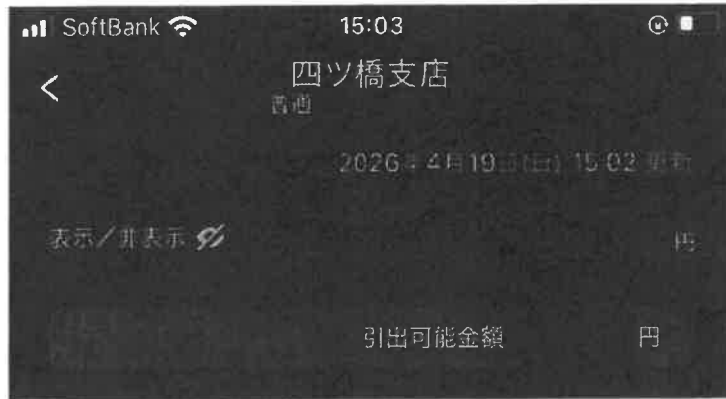 SoftBank 15:03
四ツ橋支店
普通
2026年4月19日(日) 15:02 更新
表示/非表示
円
引出可能金額 円